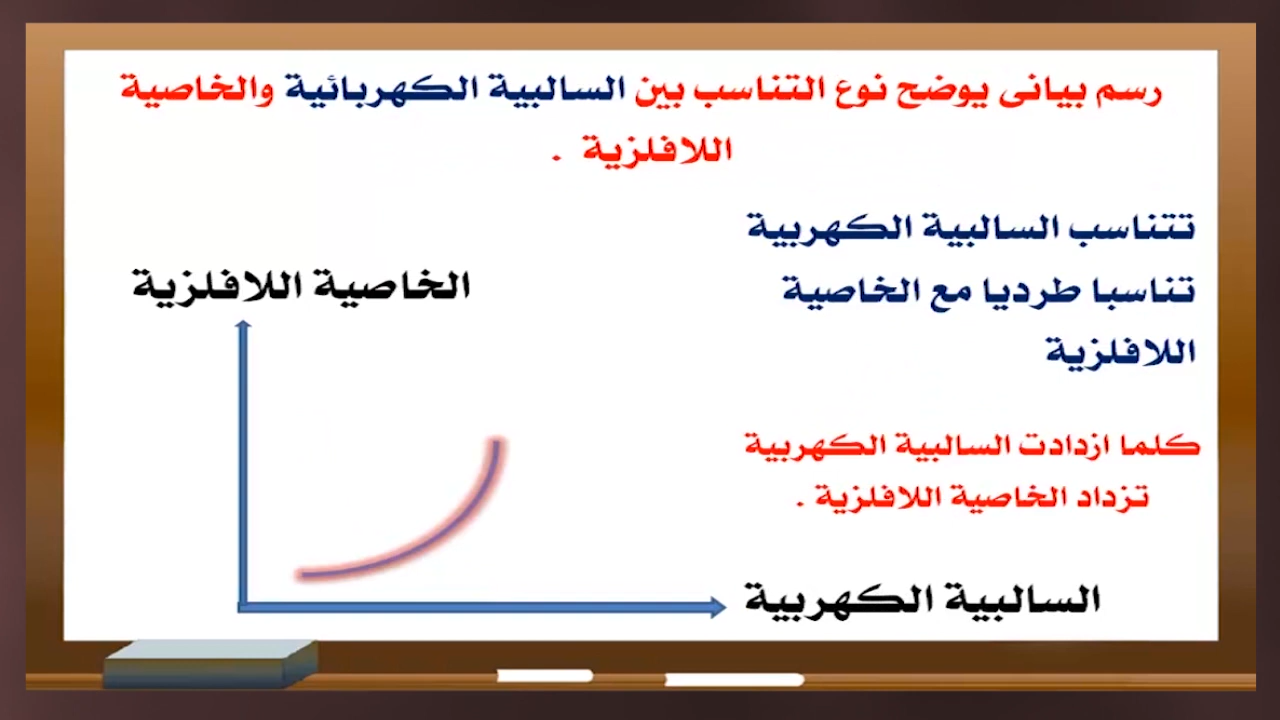 رسم بيانى يوضح نوع التناسب بين السالبية الكهربائية والخاصية
اللافلزية .
تتناسب السالبية الكهربية
تناسبا طرديا مع الخاصية
اللافلزية
الخاصية اللافلزية
كلما ازدادت السالبية الكهربية
تزداد الخاصية اللافلزية .
السالبية الكهربية